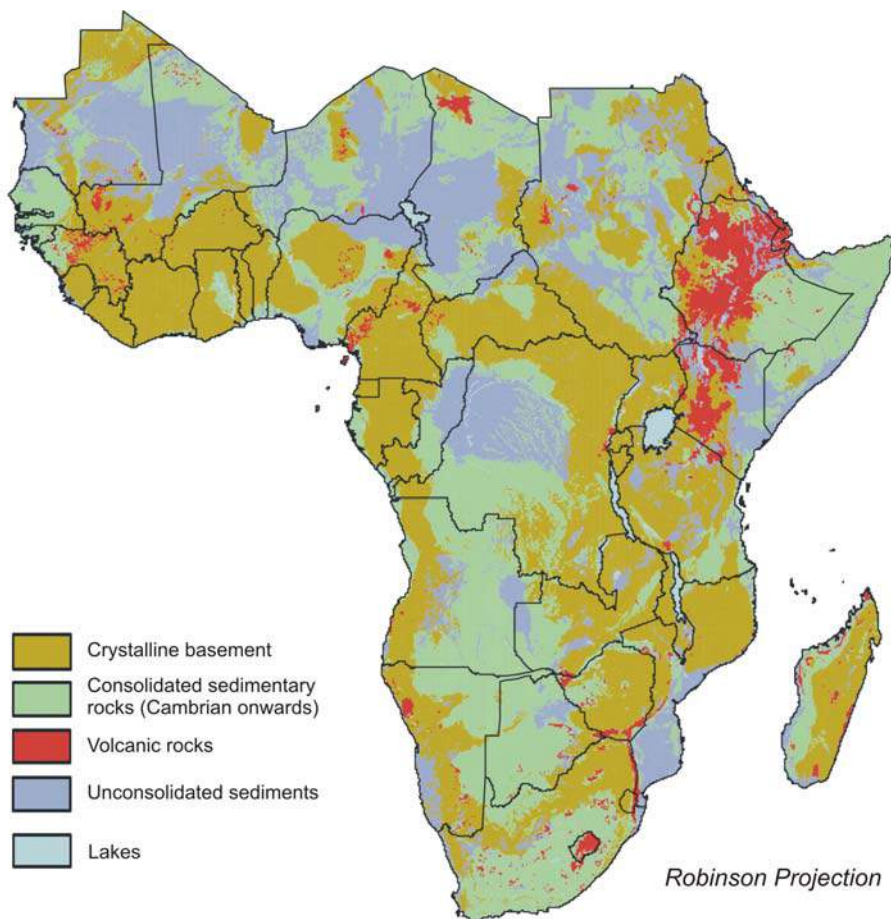 Crystalline basement
Consolidated sedimentary
rocks (Cambrian onwards)
Volcanic rocks
Unconsolidated sediments
Lakes
Robinson Projection